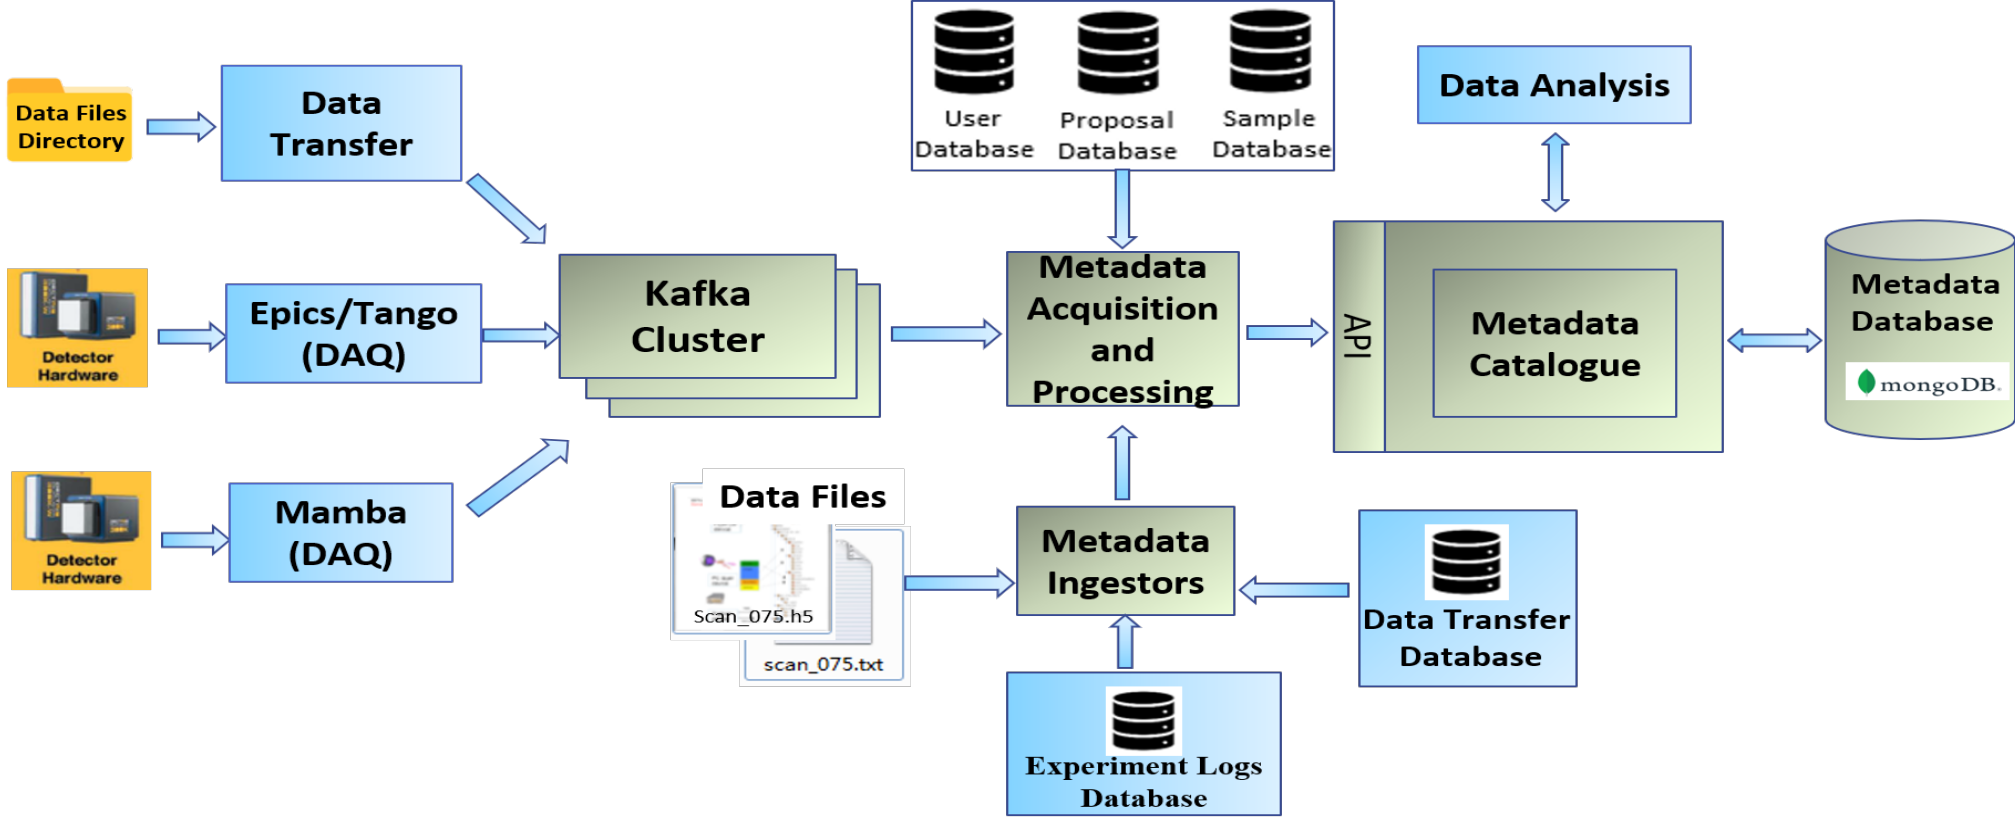 Data Files
Directory
Data
Transfer
User
Database
Proposal
Database
Sample
Database
Data Analysis
Detector
Hardware
Epics/Tango
(DAQ)
Kafka
Cluster
Metadata
Acquisition
and
Processing
API
Metadata
Catalogue
Metadata
Database
mongoDB.
Detector
Hardware
Mamba
(DAQ)
Data Files
Scan_075.h5
scan_075.txt
Metadata
Ingestors
Data Transfer
Database
Experiment Logs
Database